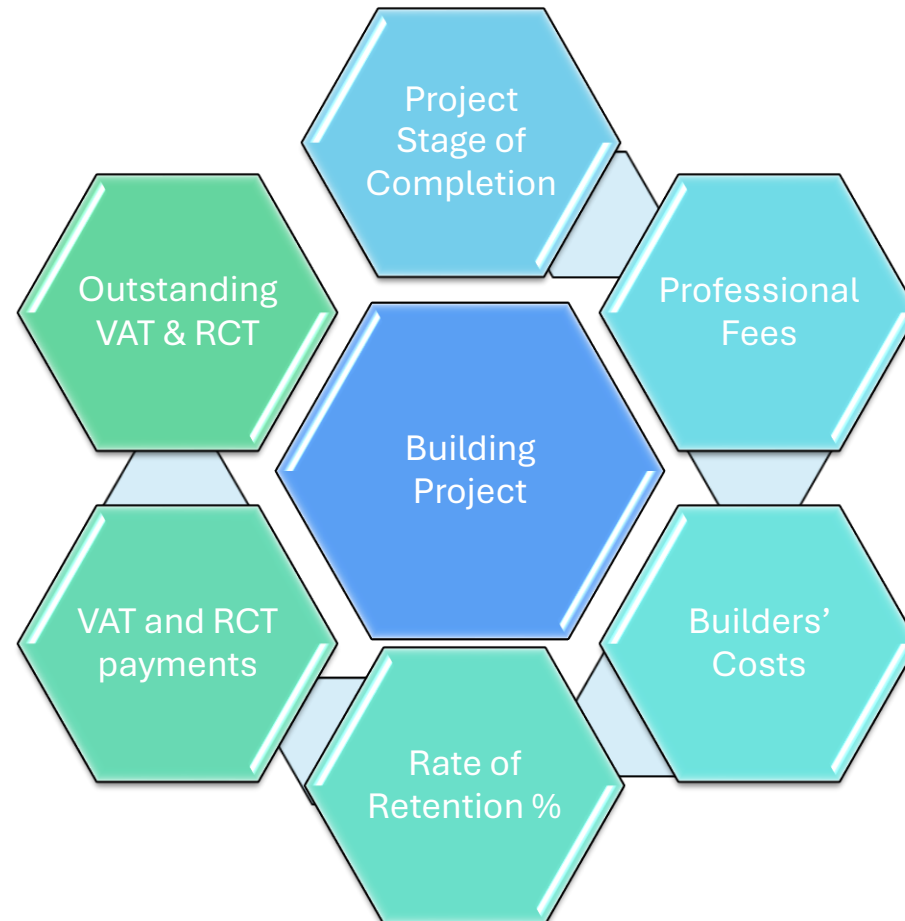 Project
Stage of
Completion
Professional
Fees
Builders’
Costs
Rate of
Retention %
VAT and RCT
payments
Outstanding
VAT & RCT
Building
Project